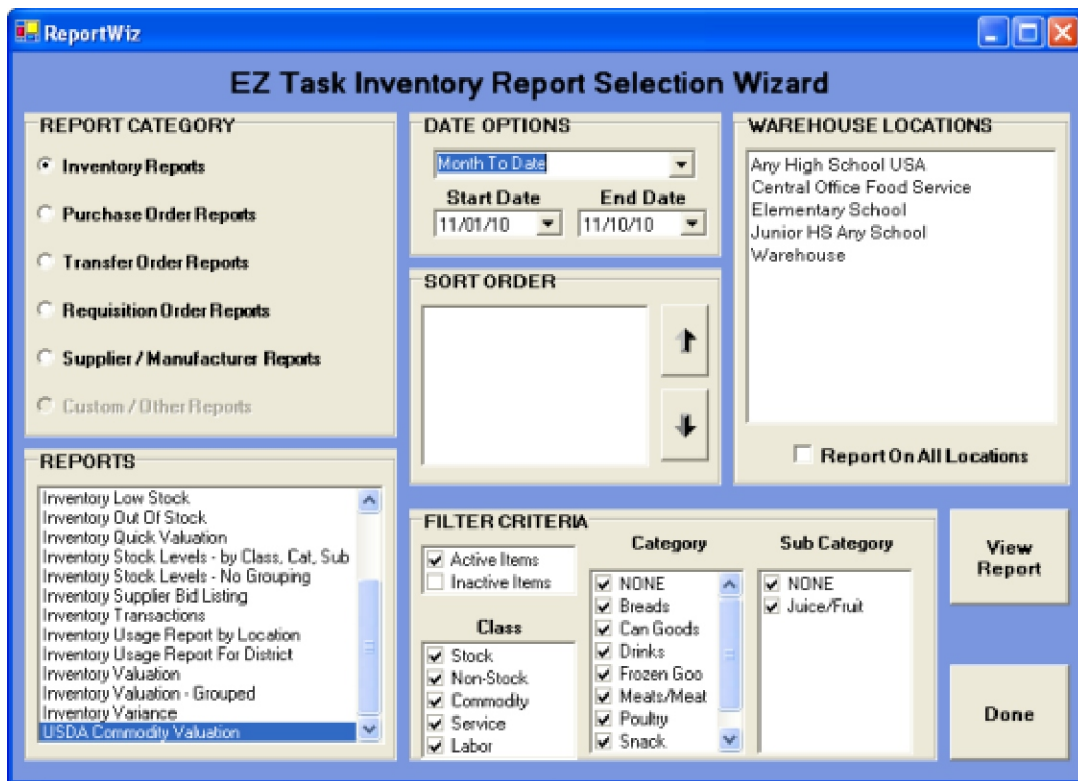 ReportWiz
EZ Task Inventory Report Selection Wizard
REPORT CATEGORY
Inventory Reports
Purchase Order Reports
Transfer Order Reports
Requisition Order Reports
Supplier / Manufacturer Reports
Custom / Other Reports
DATE OPTIONS
Month To Date
Start Date End Date
11/01/10 11/10/10
SORT ORDER
WAREHOUSE LOCATIONS
Any High School USA
Central Office Food Service
Elementary School
Junior HS Any School
Warehouse
Report On All Locations
REPORTS
Inventory Low Stock
Inventory Out Of Stock
Inventory Quick Valuation
Inventory Stock Levels - by Class, Cat, Sub
Inventory Stock Levels - No Grouping
Inventory Supplier Bid Listing
Inventory Transactions
Inventory Usage Report by Location
Inventory Usage Report For District
Inventory Valuation
Inventory Valuation - Grouped
Inventory Variance
USDA Commodity Valuation
FILTER CRITERIA
Active Items
Inactive Items
Class
Stock
Non-Stock
Commodity
Service
Labor
Category
NONE
Breads
Can Goods
Drinks
Frozen Goo
Meats/Meat
Poultry
Snack
Sub Category
NONE
Juice/Fruit
View
Report
Done